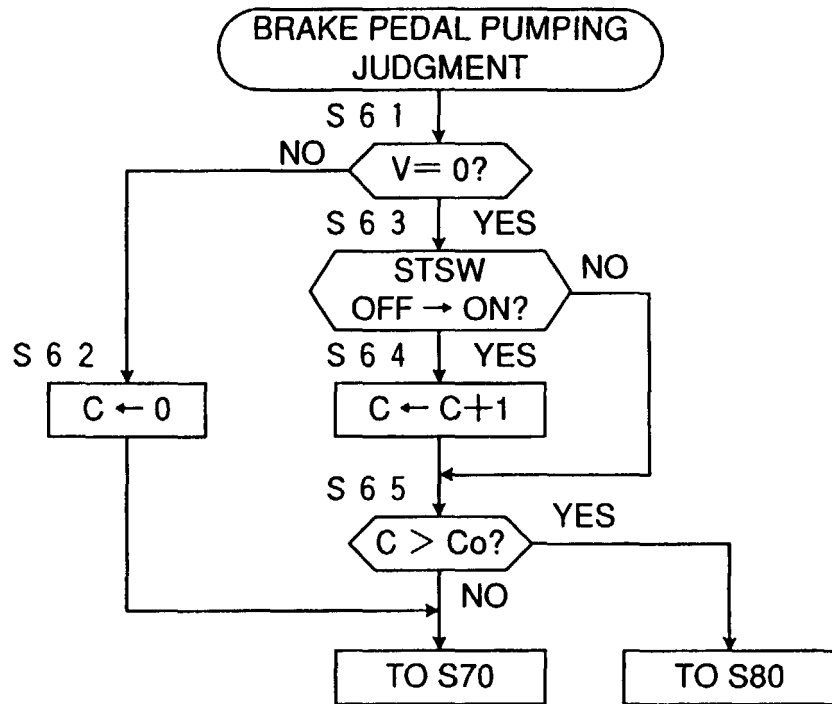 BRAKE PEDAL PUMPING
JUDGMENT
S 6 1
NO
V= 0?
S 6 3 YES
STSW
OFF → ON?
NO
S 6 2
S 6 4 YES
C ← 0
C ← C+1
S 6 5
C > Co?
YES
NO
TO S70
TO S80